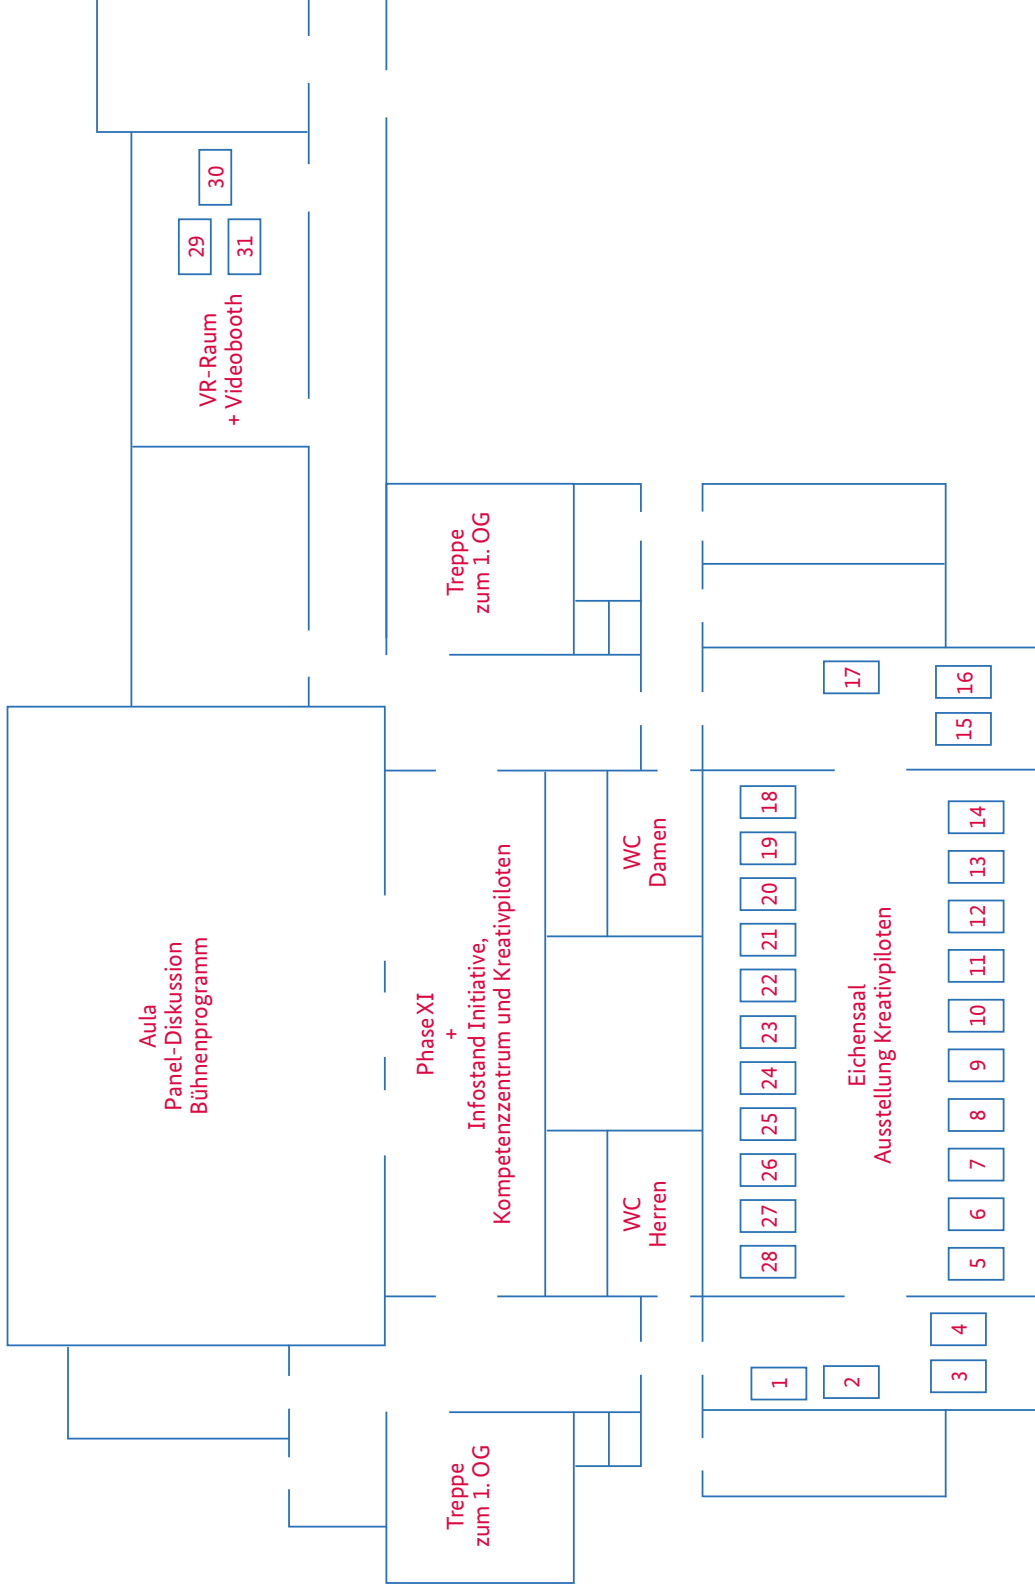 Aula
Panel-Diskussion
Bühnenprogramm
VR-Raum
+ Videobooth
29
30
31
Treppe
zum 1. OG
Phase XI
+
Infostand Initiative,
Kompetenzzentrum und Kreativpiloten
Treppe
zum 1. OG
WC
Herren
WC
Damen
28
27
26
25
24
23
22
21
20
19
18
1
2
17
Eichensaal
Ausstellung Kreativpiloten
3
4
5
6
7
8
9
10
11
12
13
14
15
16